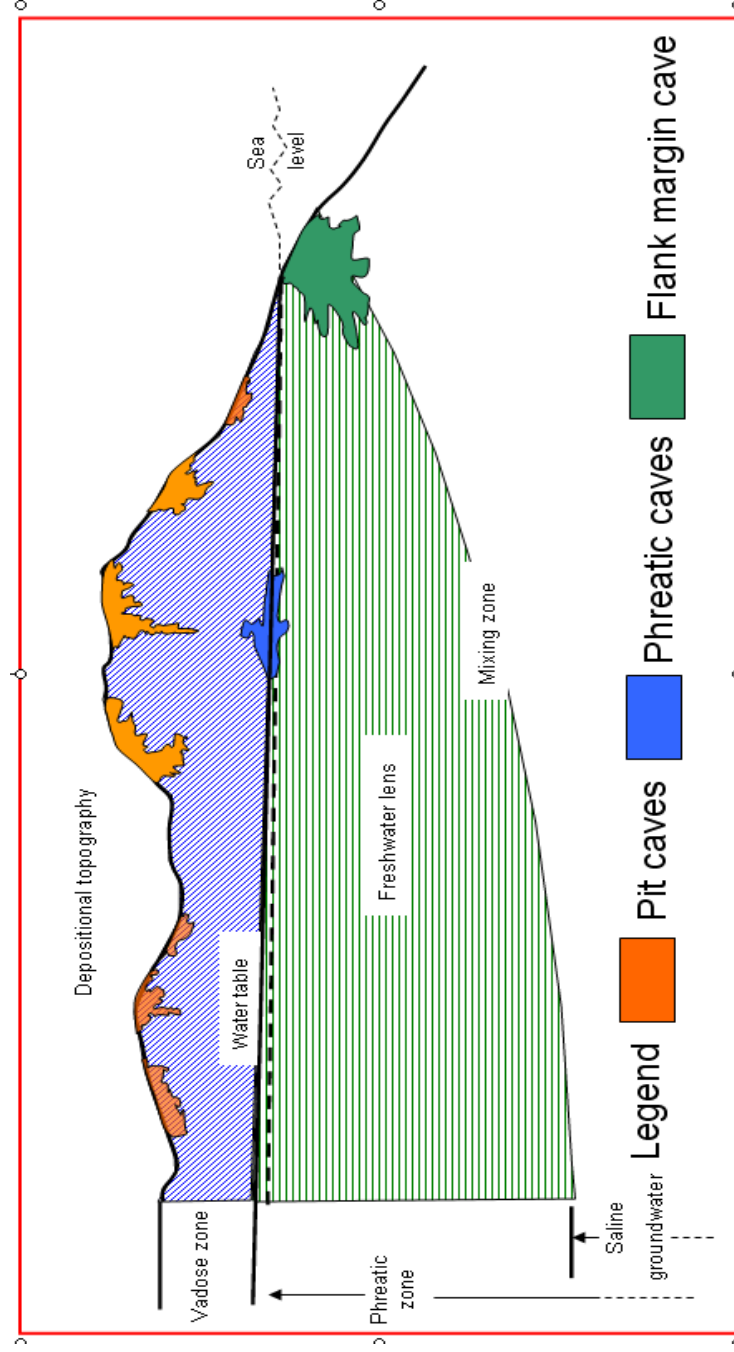 Depositional topography
Sea
level
Vadose zone
Water table
Phreatic
zone
Freshwater lens
Mixing zone
Saline
groundwater
Legend
Pit caves
Phreatic caves
Flank margin cave